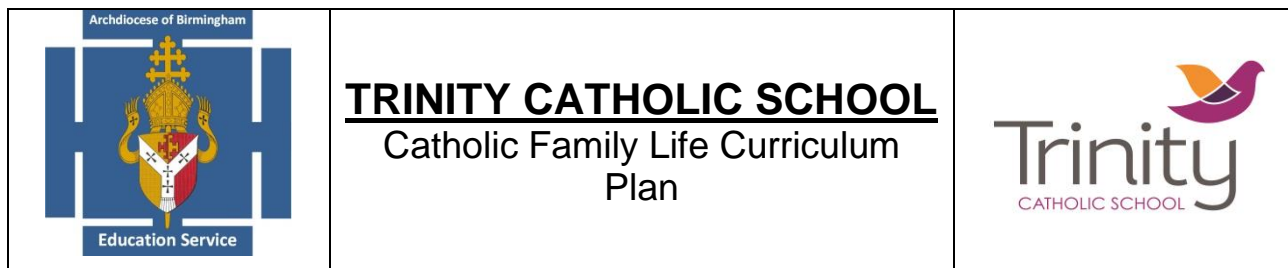 Archdiocese of Birmingham
Education Service
TRINITY CATHOLIC SCHOOL
Catholic Family Life Curriculum
Plan
Trinity
CATHOLIC SCHOOL